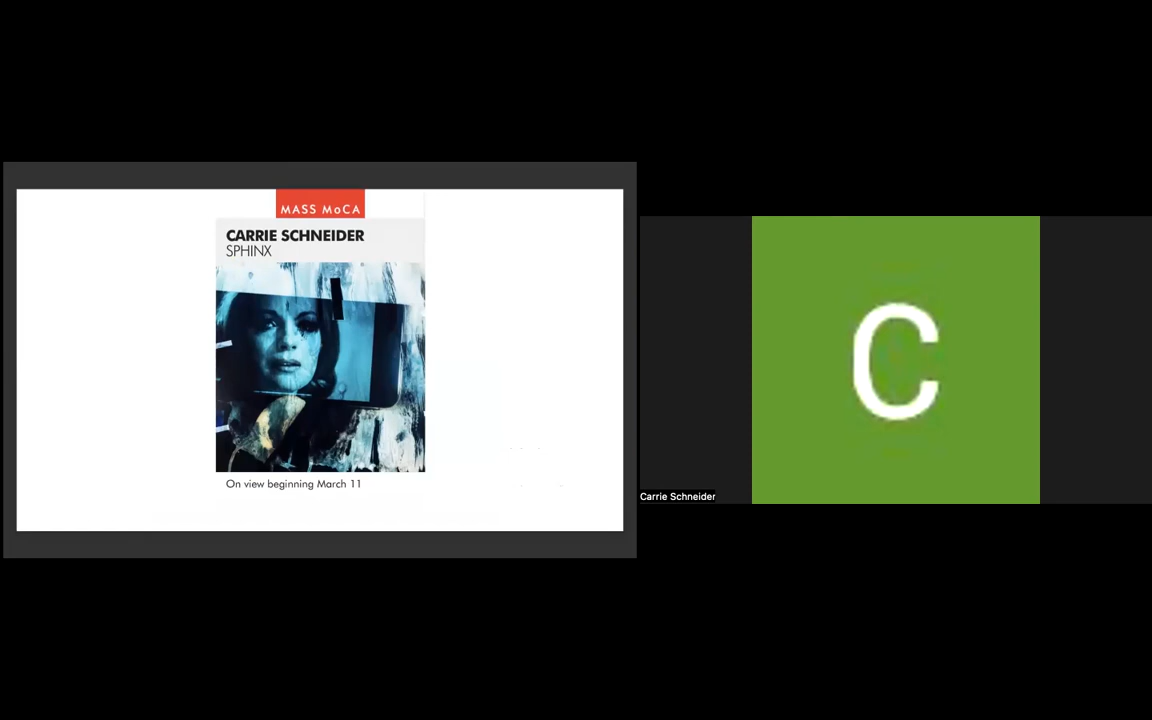 MASS MoCA
CARRIE SCHNEIDER
SPHINX
On view beginning March 11
C
Carrie Schneider